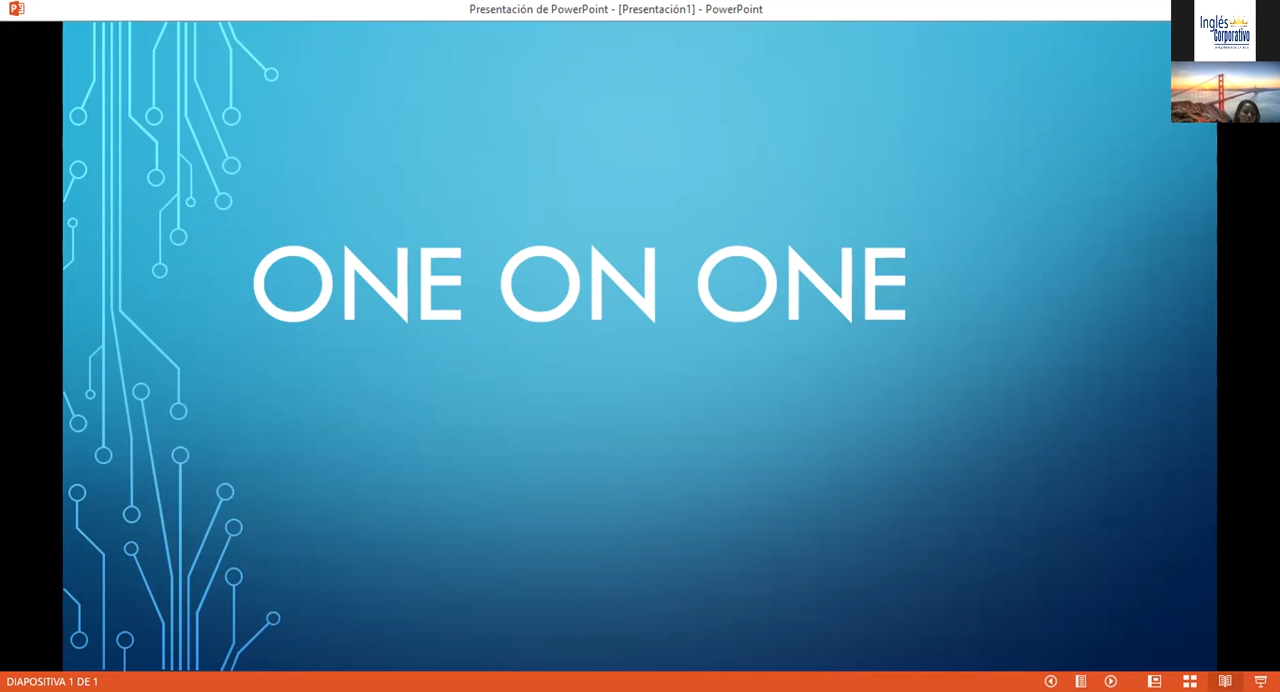 Presentación de PowerPoint - [Presentación1] - PowerPoint
Inglés
Corporativo
ONE ON ONE
DIAPOSITIVA 1 DE 1